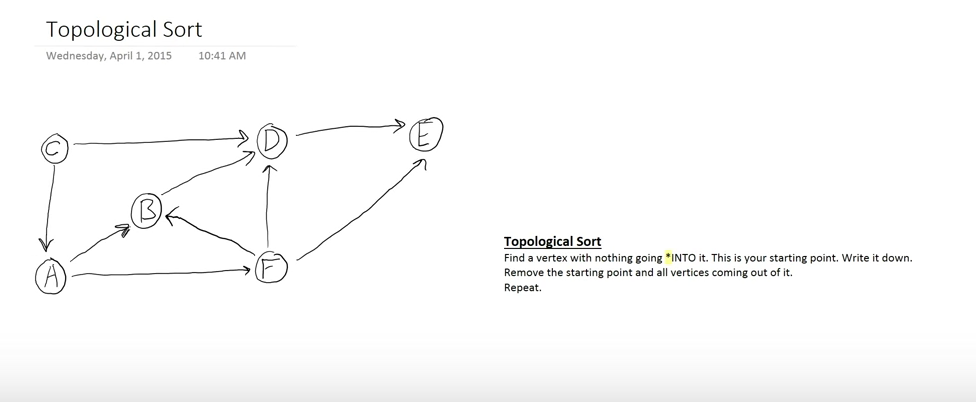 Topological Sort
Wednesday, April 1, 2015 10:41 AM
C
D
E
B
A
F
Topological Sort
Find a vertex with nothing going *INTO it. This is your starting point. Write it down.
Remove the starting point and all vertices coming out of it.
Repeat.